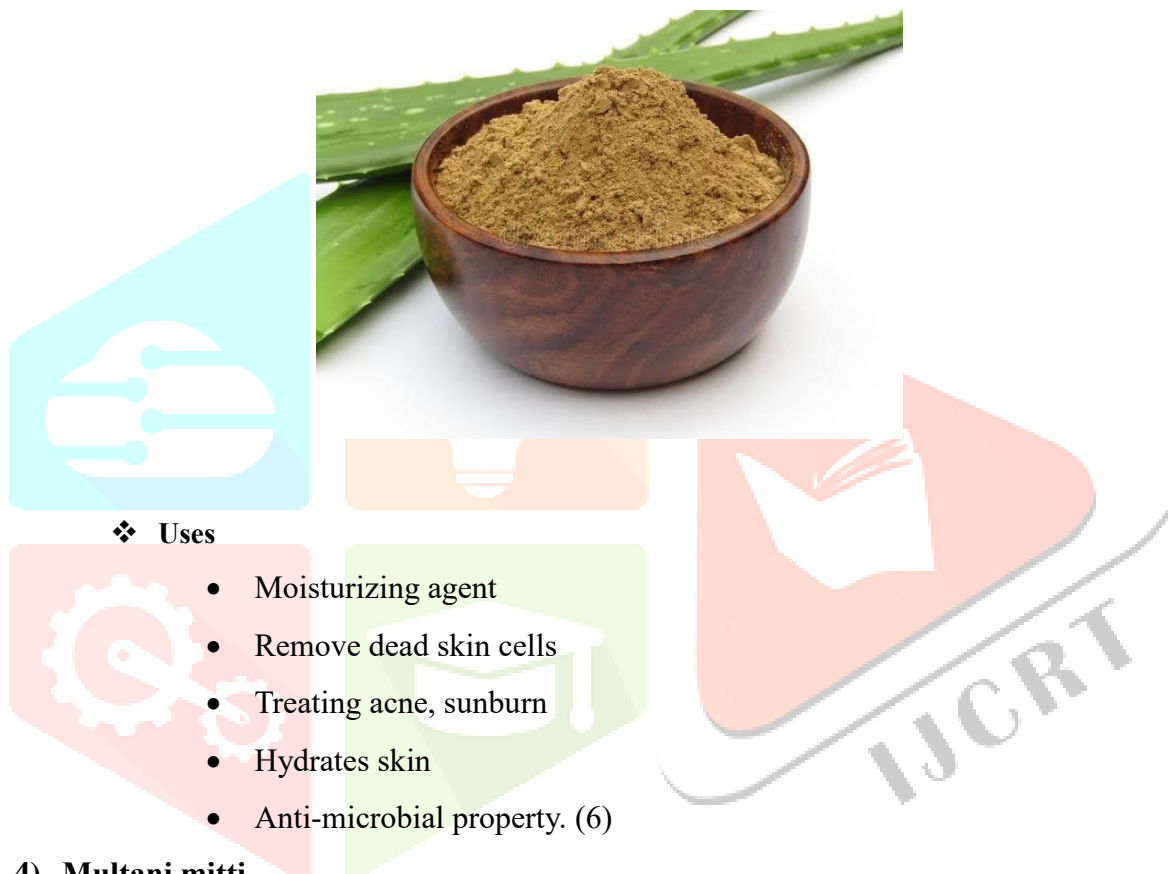 ❖ Uses
• Moisturizing agent
• Remove dead skin cells
• Treating acne, sunburn
• Hydrates skin
• Anti-microbial property. (6)
IJCRT
4) Multani mitti